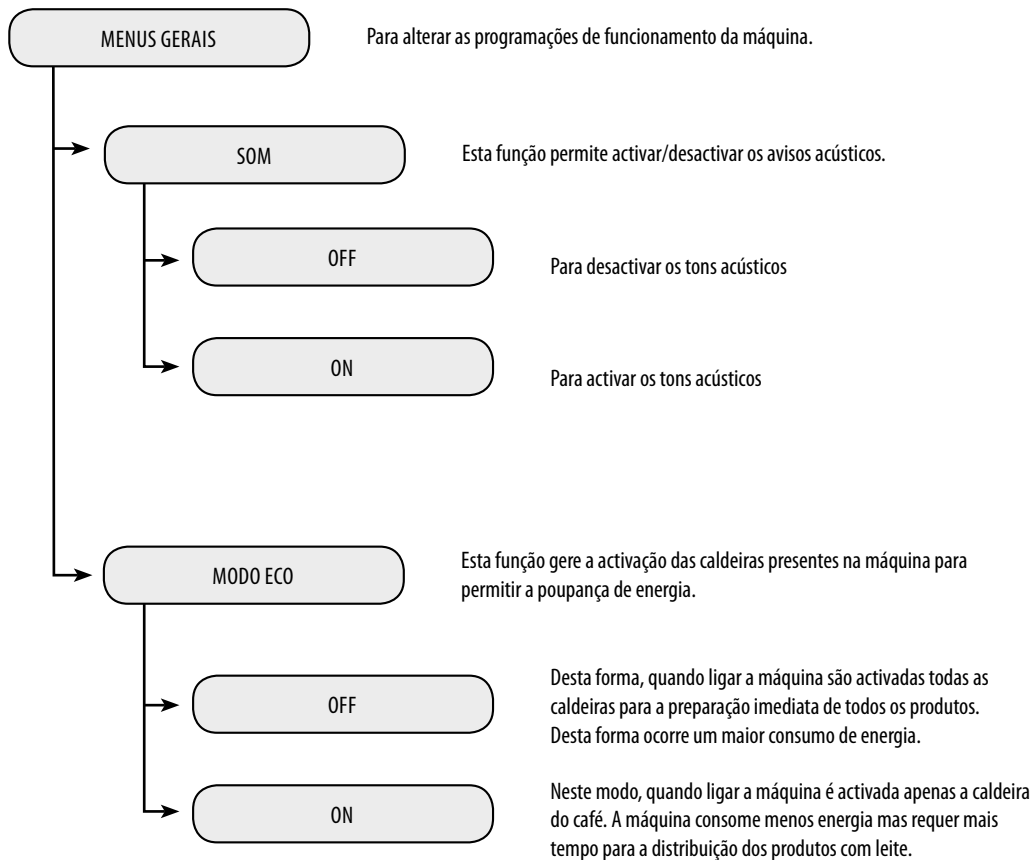 MENUS GERAIS
Para alterar as programações de funcionamento da máquina.
SOM
Esta função permite activar/desactivar os avisos acústicos.
OFF
Para desactivar os tons acústicos
ON
Para activar os tons acústicos
MODO ECO
Esta função gere a activação das caldeiras presentes na máquina para
permitir a poupança de energia.
OFF
Desta forma, quando ligar a máquina são activadas todas as
caldeiras para a preparação imediata de todos os produtos.
Desta forma ocorre um maior consumo de energia.
ON
Neste modo, quando ligar a máquina é activada apenas a caldeira
do café. A máquina consome menos energia mas requer mais
tempo para a distribuição dos produtos com leite.